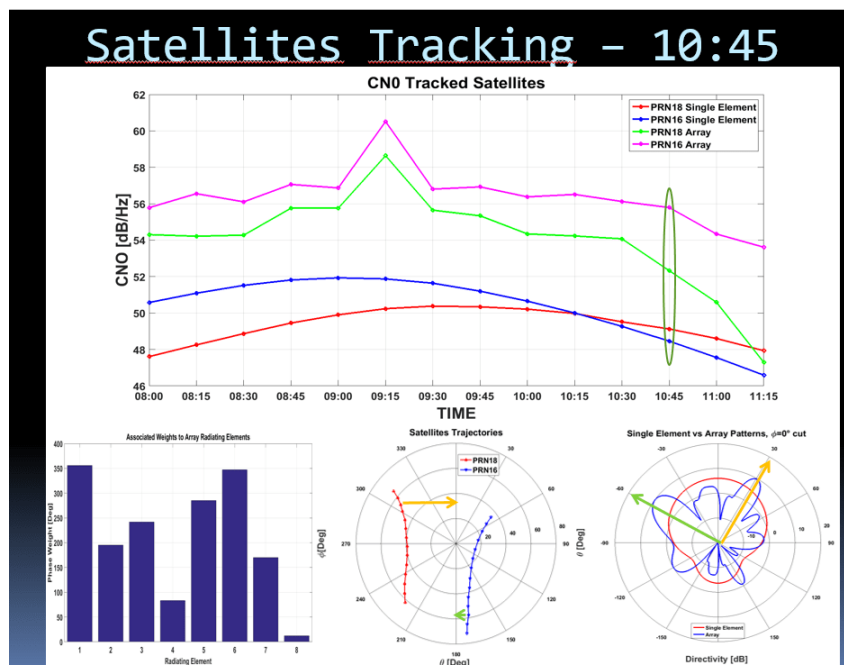 Satellites Tracking – 10:45
CN0 Tracked Satellites
62
60
58
56
54
52
50
48
46
CNO [dB/Hz]
PRN18 Single Element
PRN16 Single Element
PRN18 Array
PRN16 Array
08:00 08:15 08:30 08:45 09:00 09:15 09:30 09:45 10:00 10:15 10:30 10:45 11:00 11:15
TIME
Associated Weights to Array Radiating Elements
400
350
300
250
200
150
100
50
0
Phase Weight [Deg]
1 2 3 4 5 6 7 8
Radiating Element
Satellites Trajectories
PRN18
PRN16
330
30
300
60
270
20 40 60 80
90
240
120
210
180
150
ϕ[Deg]
θ [Deg]
Single Element vs Array Patterns, ϕ=0° cut
-30
30
-60
60
-90
-10 0 10
90
-120
120
-150
150
θ [Deg]
Single Element
Array
Directivity [dB]